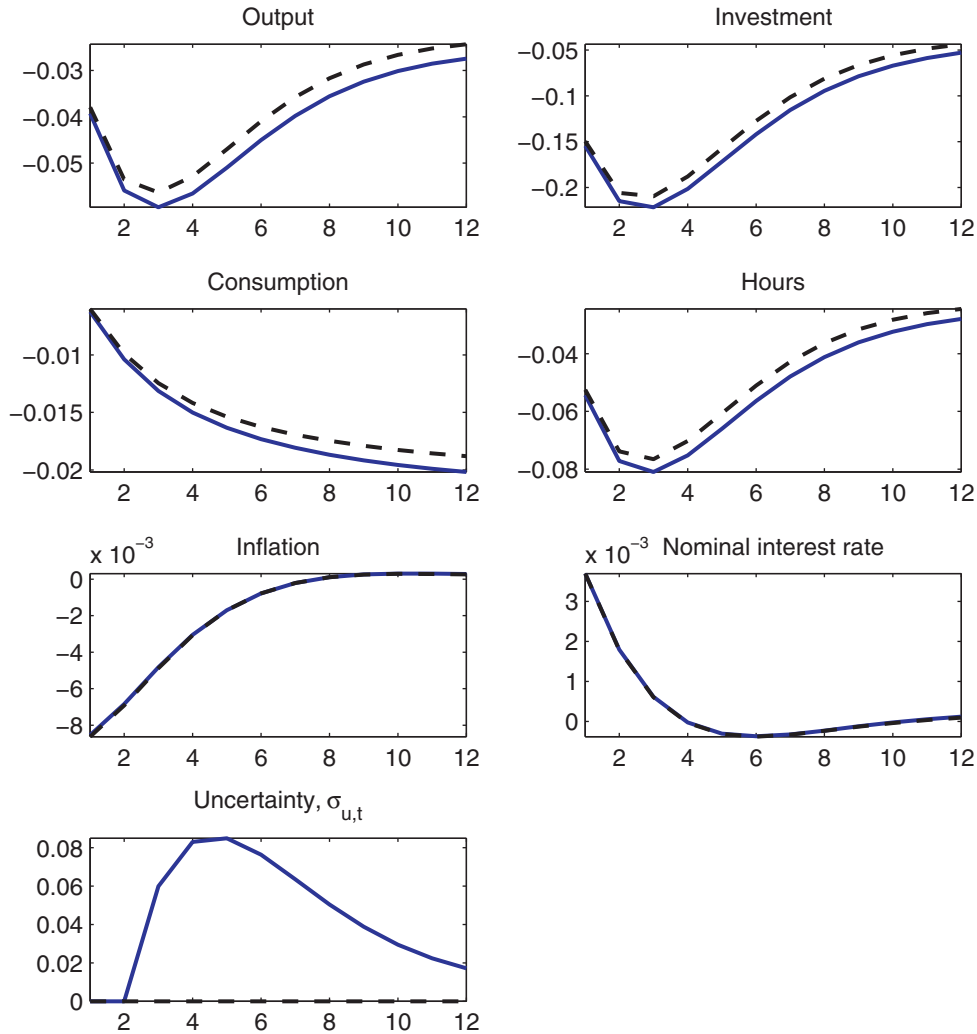 Output
−0.03
−0.04
−0.05
2 4 6 8 10 12
Investment
−0.05
−0.1
−0.15
−0.2
2 4 6 8 10 12
Consumption
−0.01
−0.015
−0.02
2 4 6 8 10 12
Hours
−0.04
−0.06
−0.08
2 4 6 8 10 12
x 10⁻³ Inflation
0
−2
−4
−6
−8
2 4 6 8 10 12
x 10⁻³ Nominal interest rate
3
2
1
0
2 4 6 8 10 12
Uncertainty, σu,t
0.08
0.06
0.04
0.02
0
2 4 6 8 10 12